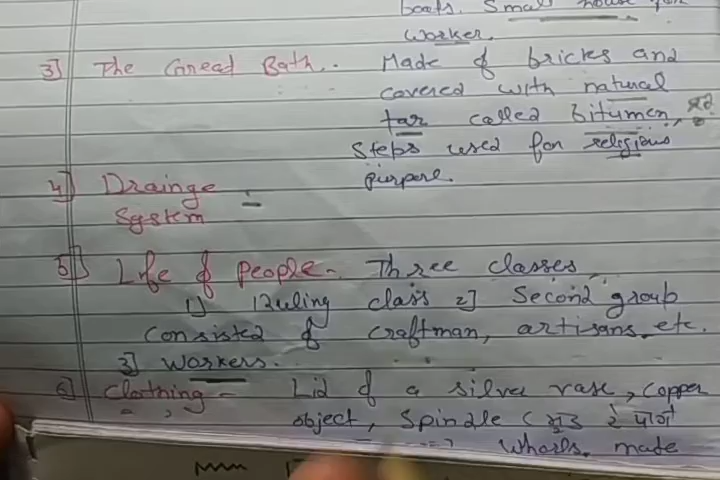 boats. Small house for
worker.
3] The Great Bath. Made of bricks and
covered with natural
tar called Bitumen,
Steps used for religious
purpose.
4] Drainge -
System
5] Life of People - Three classes
1] Ruling class 2] Second group
consisted of craftman, artisans etc.
3] Workers.
6] Clothing - Lid of a silver vase, copper
object, Spindle (
whorls. made